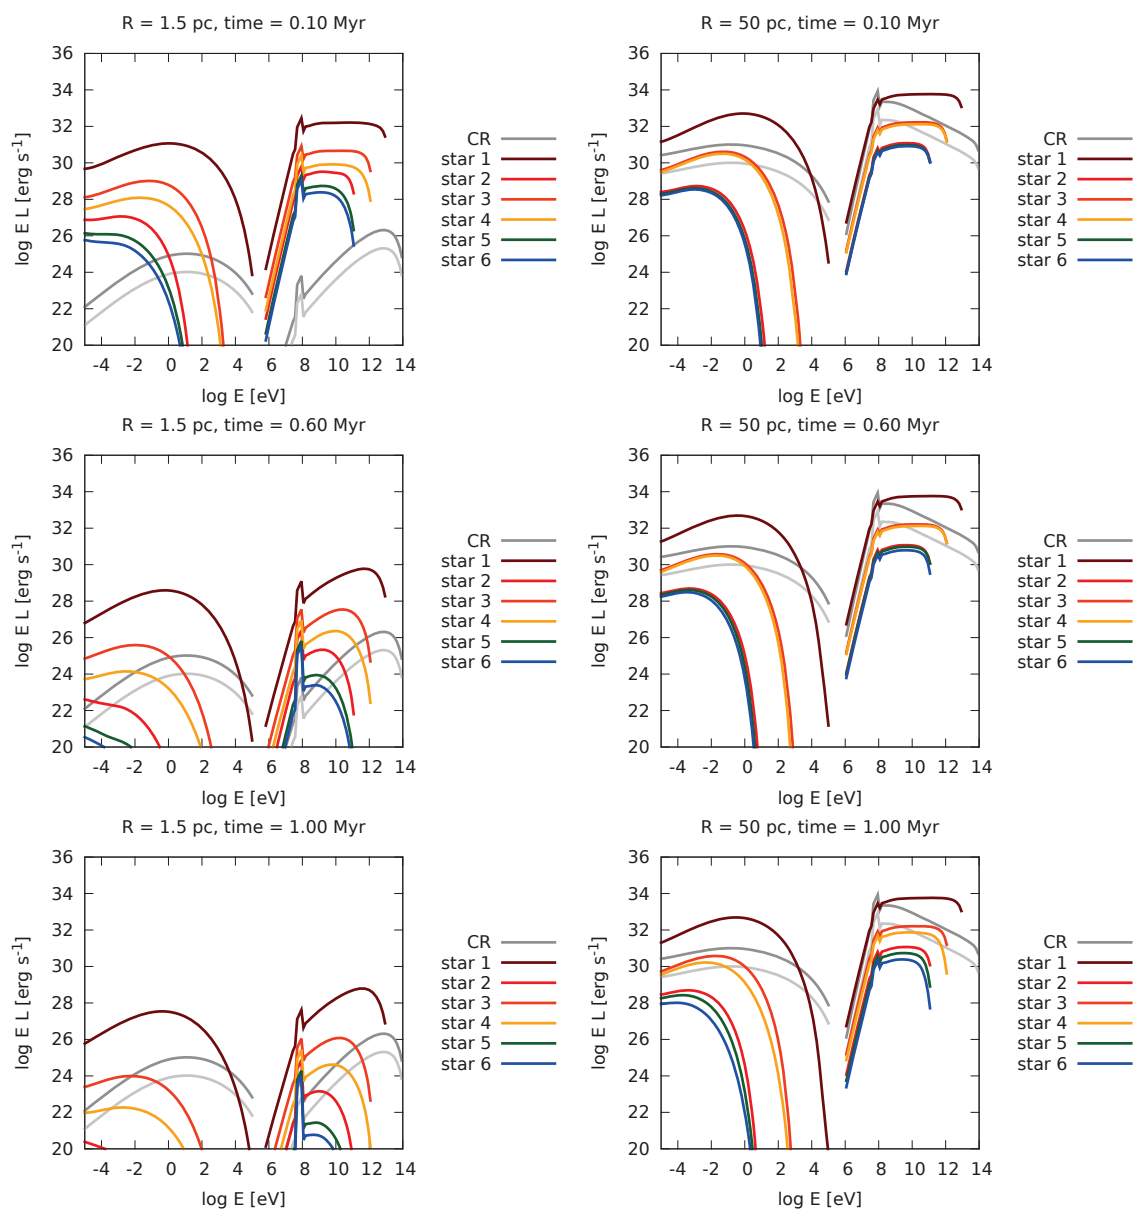 R = 1.5 pc, time = 0.10 Myr
log E L [erg s-1]
36
34
32
30
28
26
24
22
20
-4 -2 0 2 4 6 8 10 12 14
log E [eV]
CR
star 1
star 2
star 3
star 4
star 5
star 6
R = 50 pc, time = 0.10 Myr
log E L [erg s-1]
36
34
32
30
28
26
24
22
20
-4 -2 0 2 4 6 8 10 12 14
log E [eV]
CR
star 1
star 2
star 3
star 4
star 5
star 6
R = 1.5 pc, time = 0.60 Myr
log E L [erg s-1]
36
34
32
30
28
26
24
22
20
-4 -2 0 2 4 6 8 10 12 14
log E [eV]
CR
star 1
star 2
star 3
star 4
star 5
star 6
R = 50 pc, time = 0.60 Myr
log E L [erg s-1]
36
34
32
30
28
26
24
22
20
-4 -2 0 2 4 6 8 10 12 14
log E [eV]
CR
star 1
star 2
star 3
star 4
star 5
star 6
R = 1.5 pc, time = 1.00 Myr
log E L [erg s-1]
36
34
32
30
28
26
24
22
20
-4 -2 0 2 4 6 8 10 12 14
log E [eV]
CR
star 1
star 2
star 3
star 4
star 5
star 6
R = 50 pc, time = 1.00 Myr
log E L [erg s-1]
36
34
32
30
28
26
24
22
20
-4 -2 0 2 4 6 8 10 12 14
log E [eV]
CR
star 1
star 2
star 3
star 4
star 5
star 6